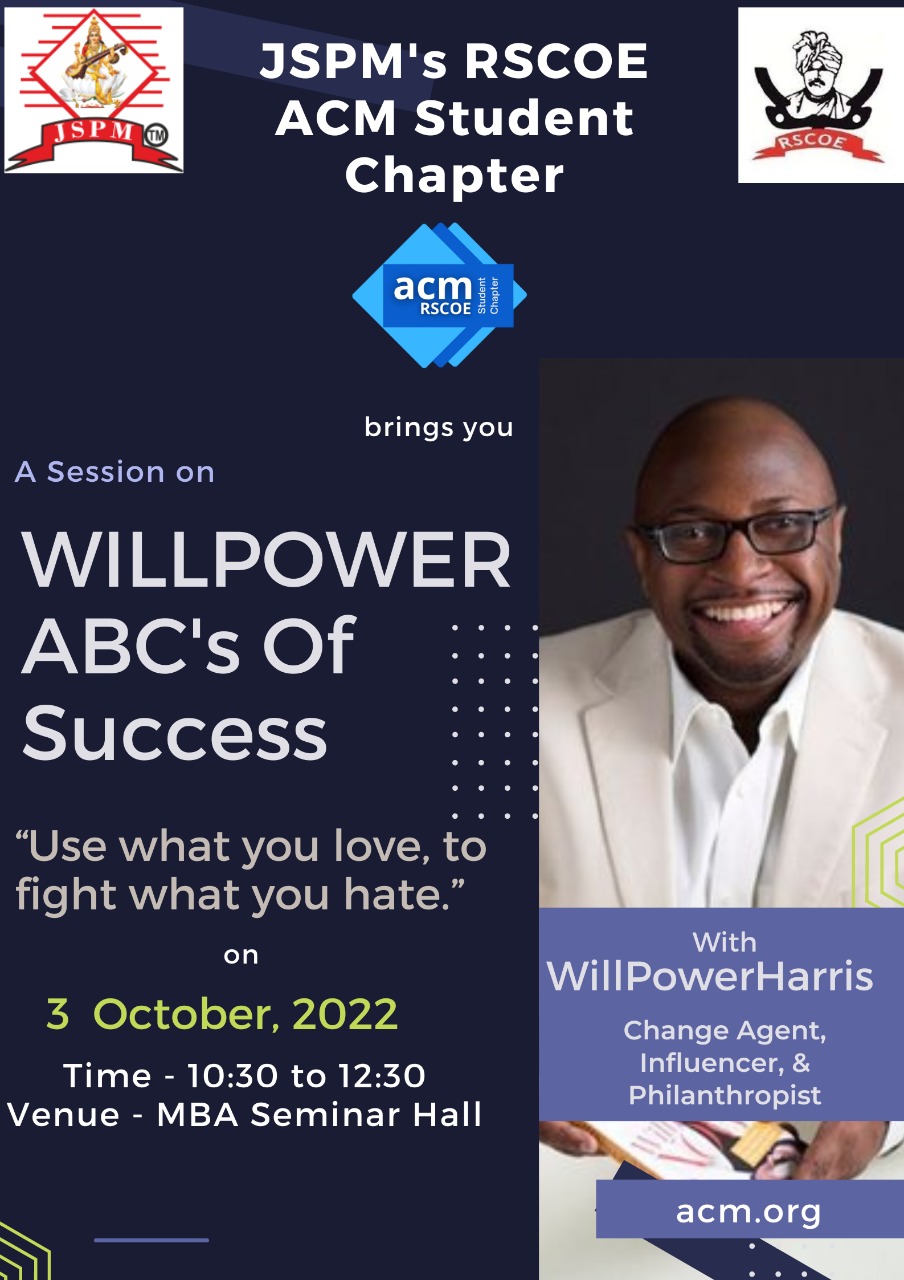 JSPM's RSCOE
ACM Student
Chapter
JSPM
TM
RSCOE
acm
RSCOE
Student
Chapter
brings you
A Session on
WILLPOWER
ABC's Of
Success
“Use what you love, to
fight what you hate.”
on
3 October, 2022
Time - 10:30 to 12:30
Venue - MBA Seminar Hall
With
WillPowerHarris
Change Agent,
Influencer, &
Philanthropist
acm.org